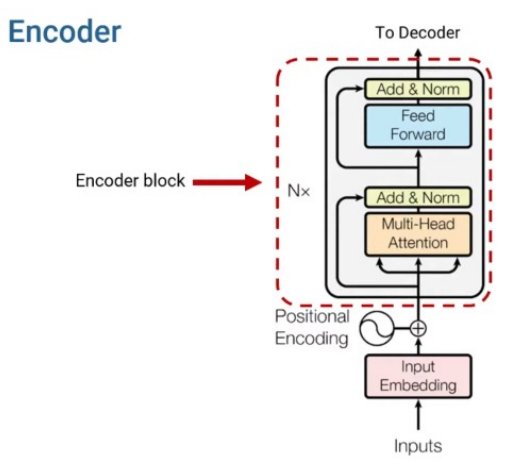 Encoder
To Decoder
Add & Norm
Feed
Forward
Encoder block
Nx
Add & Norm
Multi-Head
Attention
Positional
Encoding
Input
Embedding
Inputs